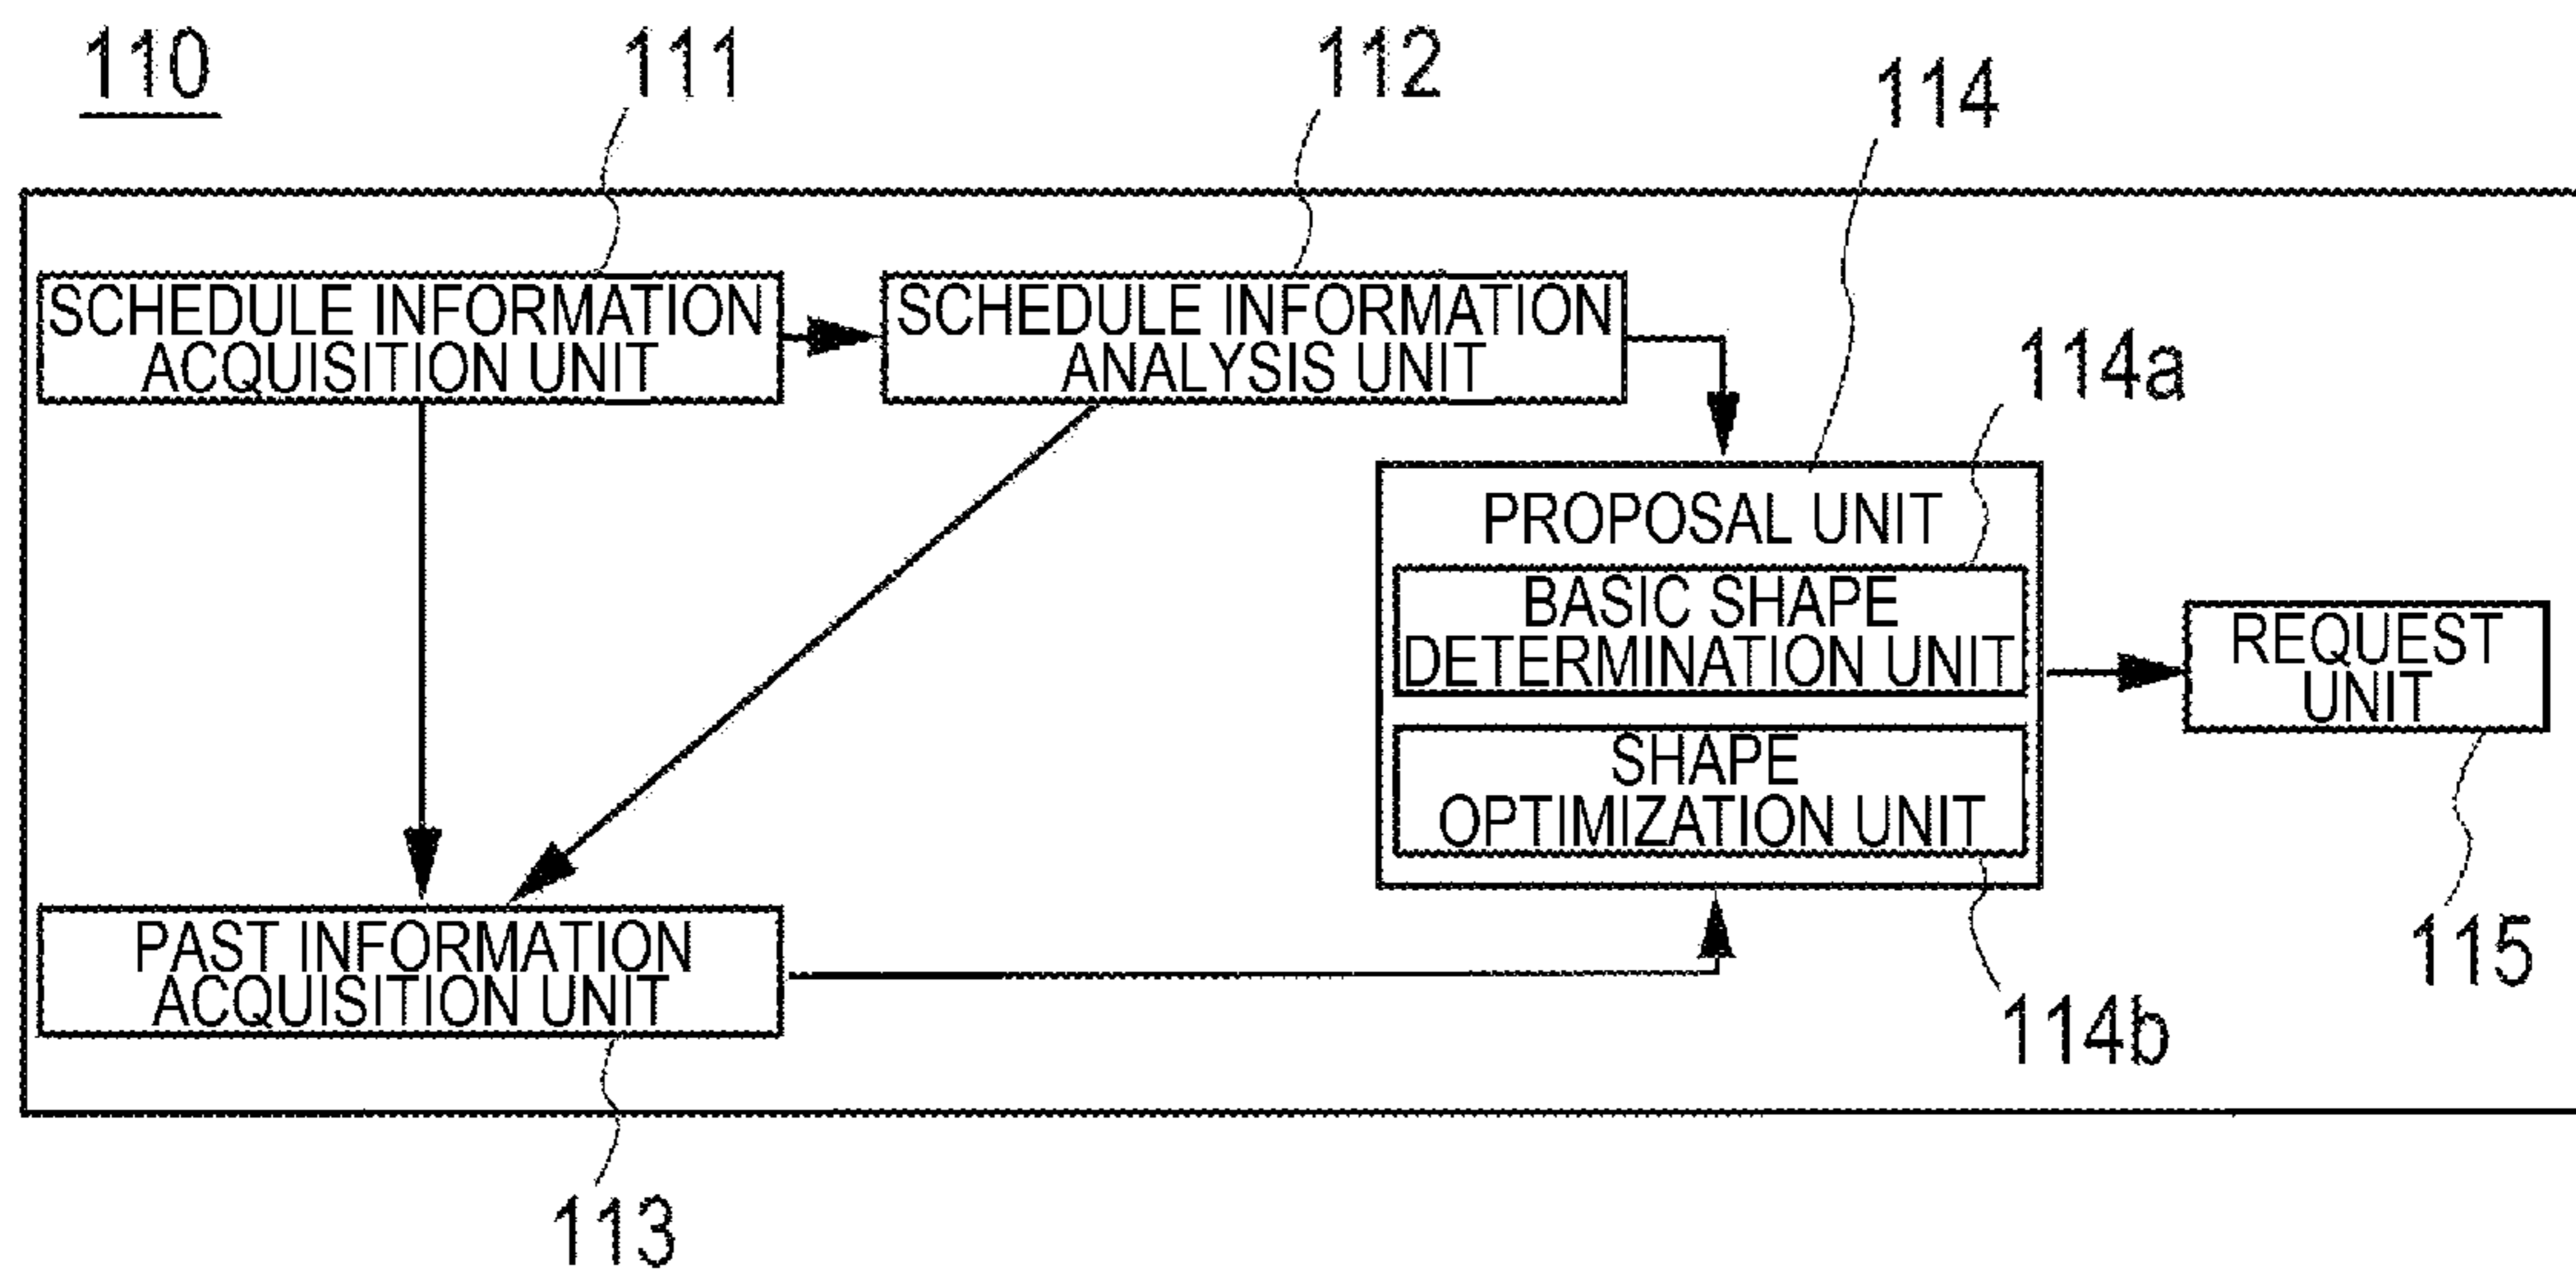 110
111
112
114
SCHEDULE INFORMATION
ACQUISITION UNIT
SCHEDULE INFORMATION
ANALYSIS UNIT
114a
PROPOSAL UNIT
BASIC SHAPE
DETERMINATION UNIT
REQUEST
UNIT
SHAPE
OPTIMIZATION UNIT
PAST INFORMATION
ACQUISITION UNIT
115
114b
113